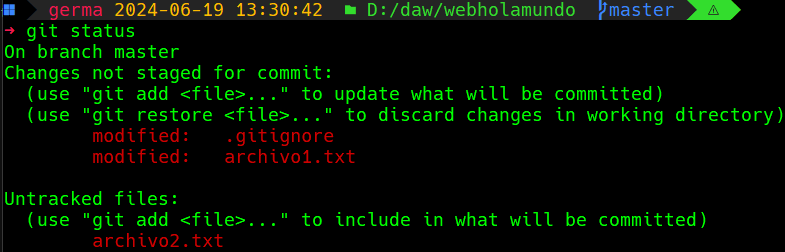 germa 2024-06-19 13:30:42 D:/daw/webholamundo master
→ git status
On branch master
Changes not staged for commit:
  (use "git add <file>..." to update what will be committed)
  (use "git restore <file>..." to discard changes in working directory)
        modified:   .gitignore
        modified:   archivo1.txt

Untracked files:
  (use "git add <file>..." to include in what will be committed)
        archivo2.txt